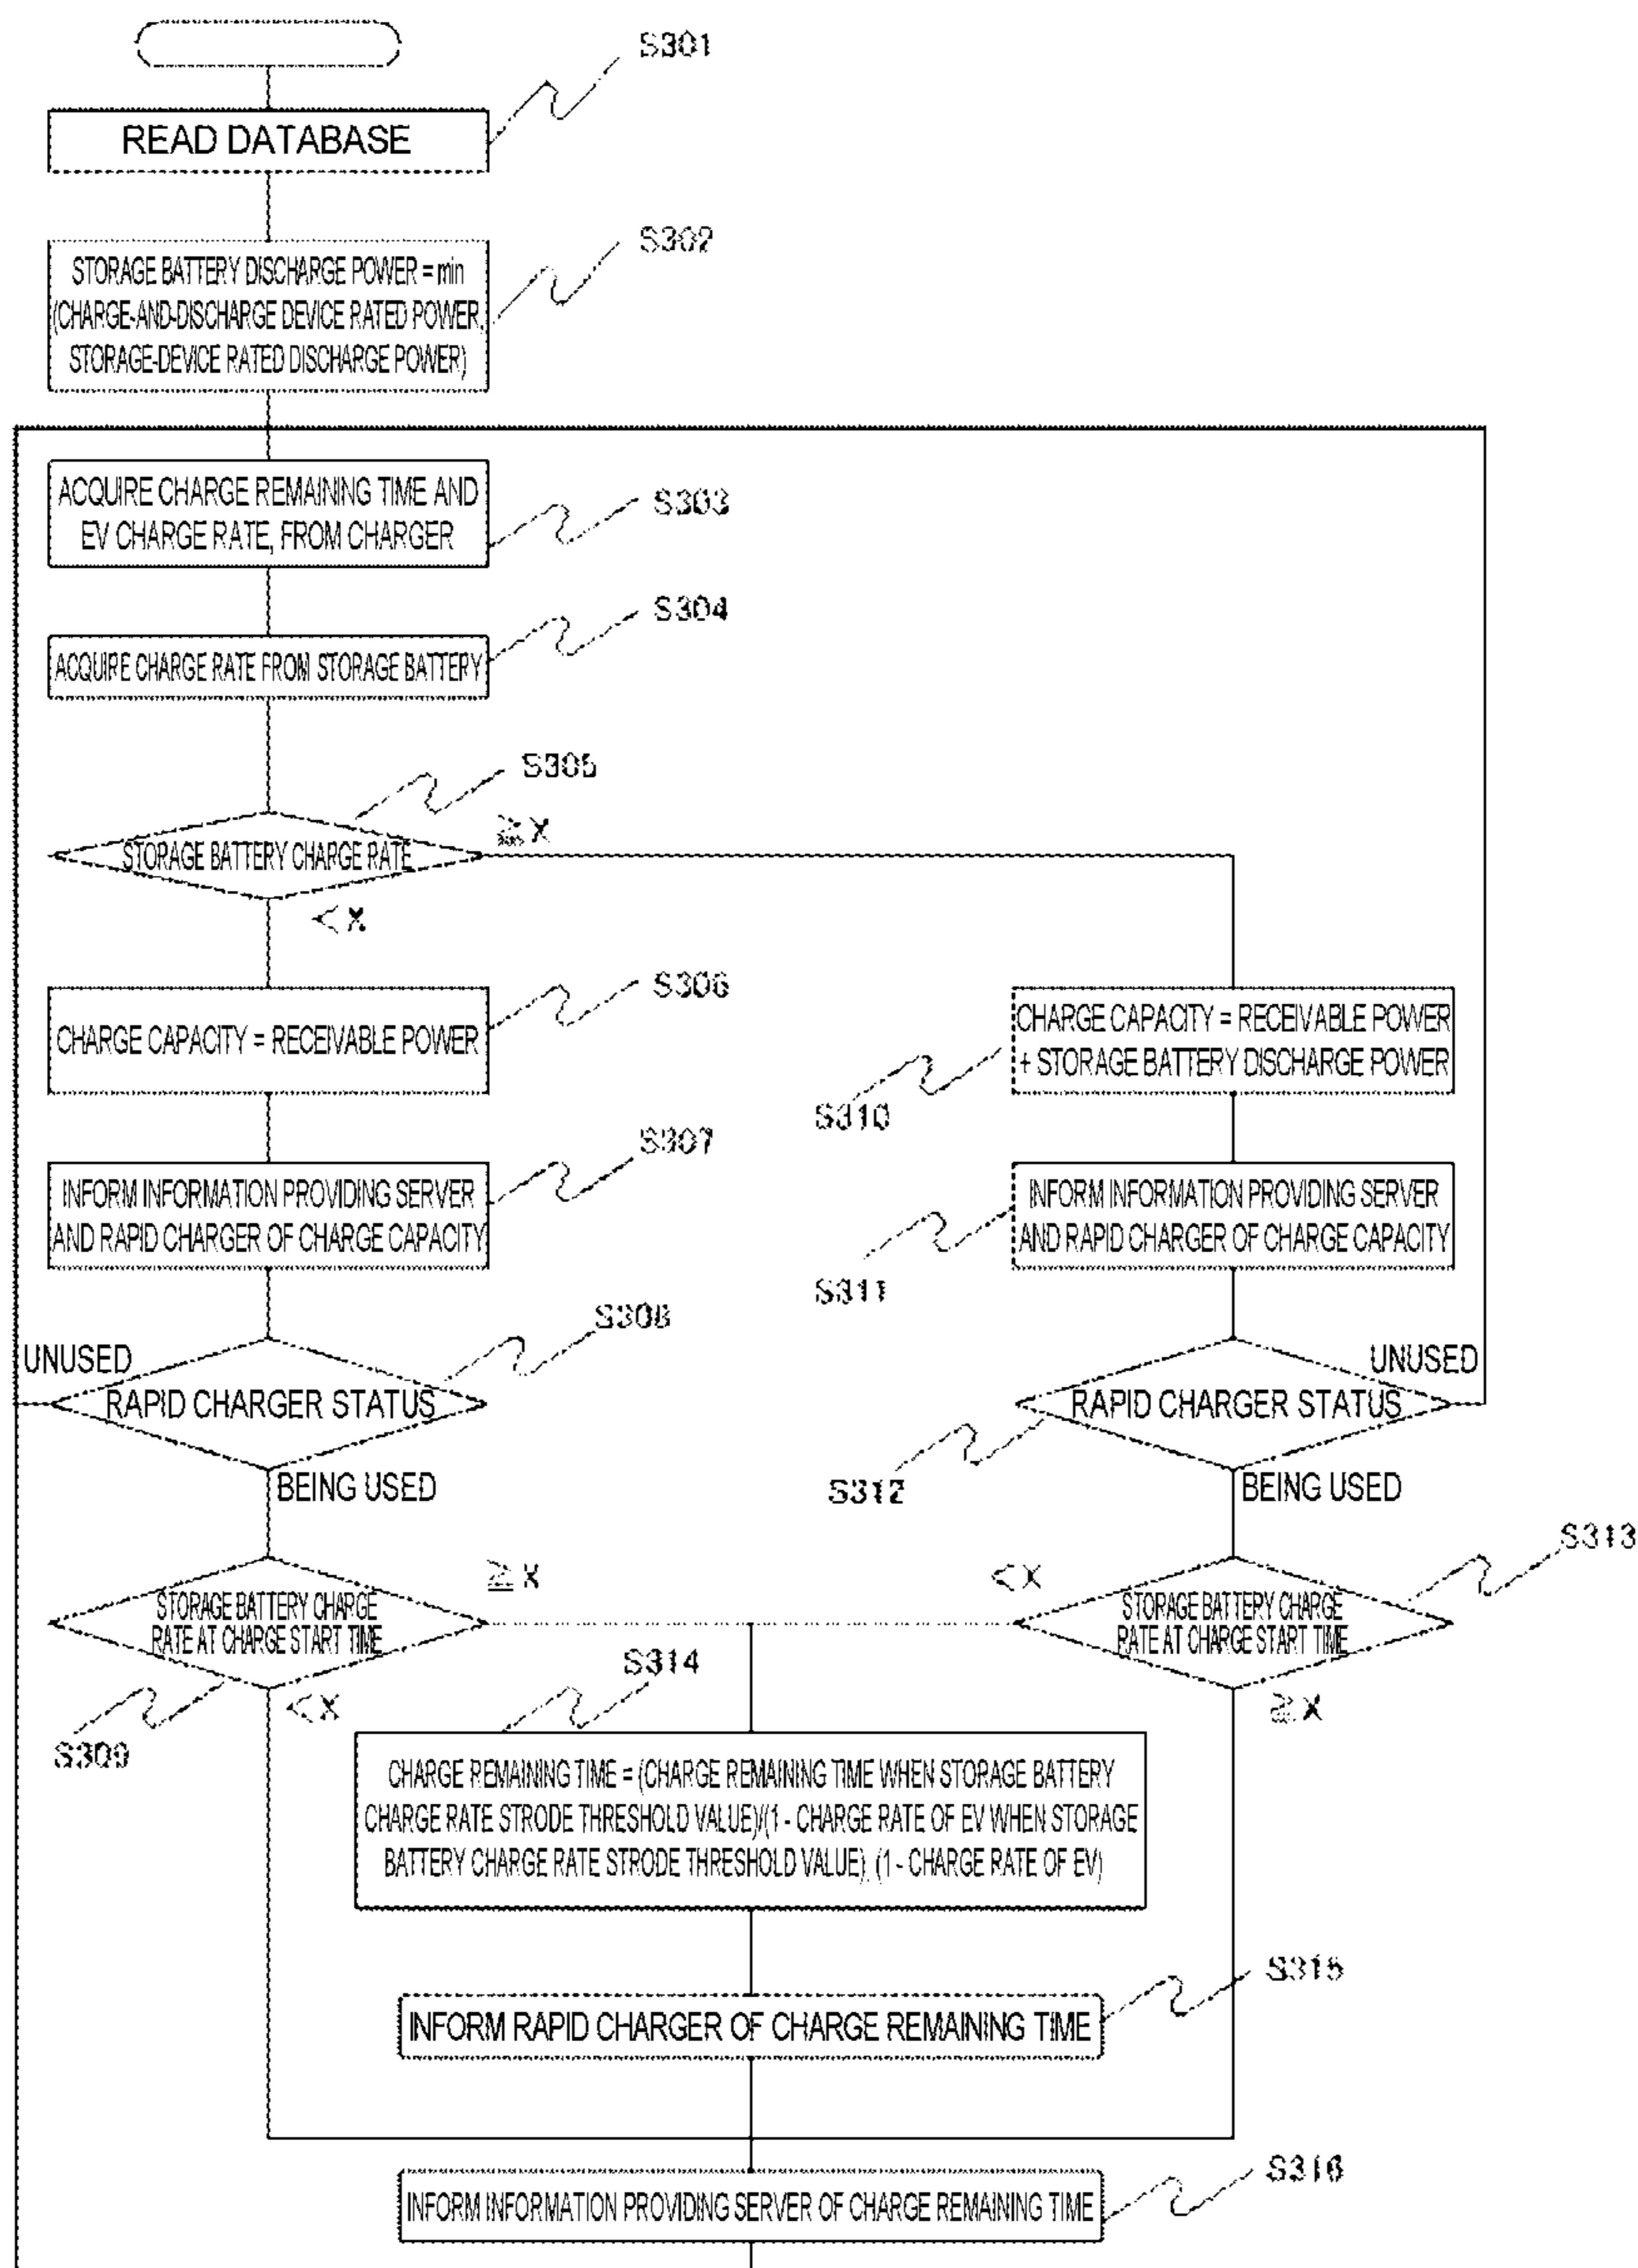 S301
READ DATABASE
S302
STORAGE BATTERY DISCHARGE POWER = min
(CHARGE-AND-DISCHARGE DEVICE RATED POWER,
STORAGE-DEVICE RATED DISCHARGE POWER)
ACQUIRE CHARGE REMAINING TIME AND
EV CHARGE RATE, FROM CHARGER
S303
S304
ACQUIRE CHARGE RATE FROM STORAGE BATTERY
S305
STORAGE BATTERY CHARGE RATE
≧X
<X
S306
CHARGE CAPACITY = RECEIVABLE POWER
CHARGE CAPACITY = RECEIVABLE POWER
+ STORAGE BATTERY DISCHARGE POWER
S310
S307
INFORM INFORMATION PROVIDING SERVER
AND RAPID CHARGER OF CHARGE CAPACITY
INFORM INFORMATION PROVIDING SERVER
AND RAPID CHARGER OF CHARGE CAPACITY
S311
S308
UNUSED
RAPID CHARGER STATUS
BEING USED
UNUSED
RAPID CHARGER STATUS
S312
BEING USED
S313
≧X
<X
STORAGE BATTERY CHARGE
RATE AT CHARGE START TIME
STORAGE BATTERY CHARGE
RATE AT CHARGE START TIME
S314
<X
≧X
S309
CHARGE REMAINING TIME = (CHARGE REMAINING TIME WHEN STORAGE BATTERY
CHARGE RATE STRODE THRESHOLD VALUE)/(1 - CHARGE RATE OF EV WHEN STORAGE
BATTERY CHARGE RATE STRODE THRESHOLD VALUE). (1 - CHARGE RATE OF EV)
S315
INFORM RAPID CHARGER OF CHARGE REMAINING TIME
S316
INFORM INFORMATION PROVIDING SERVER OF CHARGE REMAINING TIME